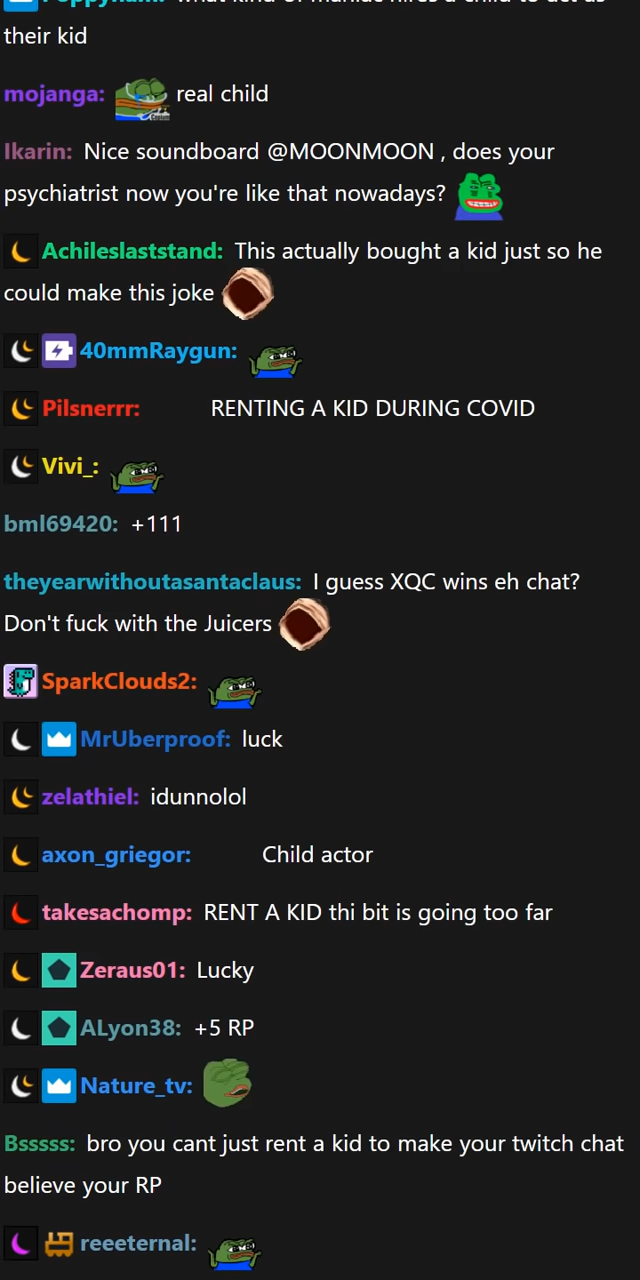 their kid
mojanga: real child
Ikarin: Nice soundboard @MOONMOON , does your
psychiatrist now you're like that nowadays?
Achileslaststand: This actually bought a kid just so he
could make this joke
40mmRaygun:
Pilsnerrr: RENTING A KID DURING COVID
Vivi_:
bml69420: +111
theyearwithoutasantaclaus: I guess XQC wins eh chat?
Don't fuck with the Juicers
SparkClouds2:
MrUberproof: luck
zelathiel: idunnolol
axon_griegor: Child actor
takesachomp: RENT A KID thi bit is going too far
Zeraus01: Lucky
ALyon38: +5 RP
Nature_tv:
Bsssss: bro you cant just rent a kid to make your twitch chat
believe your RP
reeeternal: